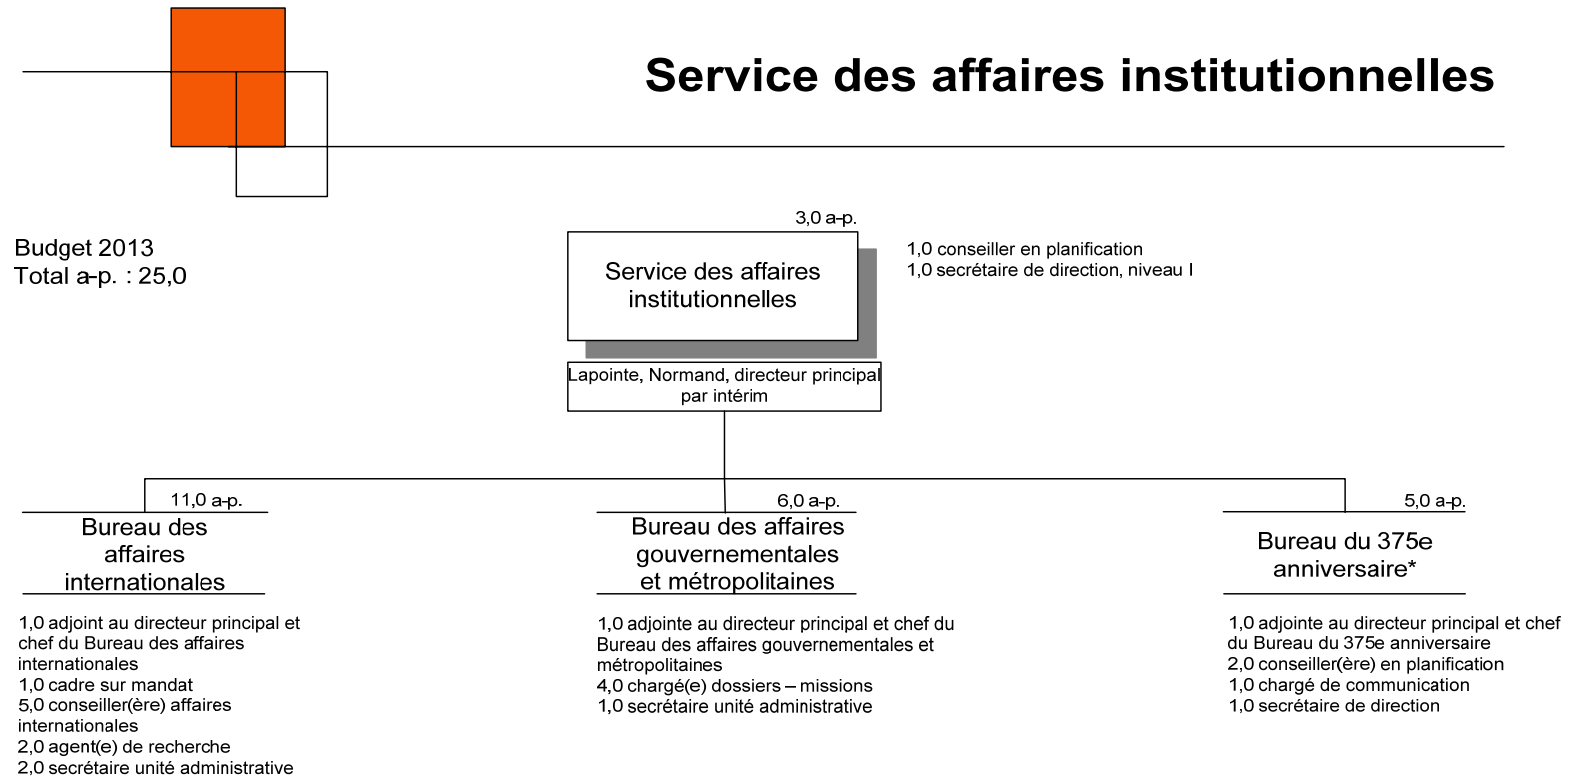 Service des affaires institutionnelles
Budget 2013
Total a-p. : 25,0
3,0 a-p.
Service des affaires
institutionnelles
1,0 conseiller en planification
1,0 secrétaire de direction, niveau I
Lapointe, Normand, directeur principal
par intérim
11,0 a-p.
Bureau des
affaires
internationales
1,0 adjoint au directeur principal et
chef du Bureau des affaires
internationales
1,0 cadre sur mandat
5,0 conseiller(ère) affaires
internationales
2,0 agent(e) de recherche
2,0 secrétaire unité administrative
6,0 a-p.
Bureau des affaires
gouvernementales
et métropolitaines
1,0 adjointe au directeur principal et chef du
Bureau des affaires gouvernementales et
métropolitaines
4,0 chargé(e) dossiers – missions
1,0 secrétaire unité administrative
5,0 a-p.
Bureau du 375e
anniversaire*
1,0 adjointe au directeur principal et chef
du Bureau du 375e anniversaire
2,0 conseiller(ère) en planification
1,0 chargé de communication
1,0 secrétaire de direction